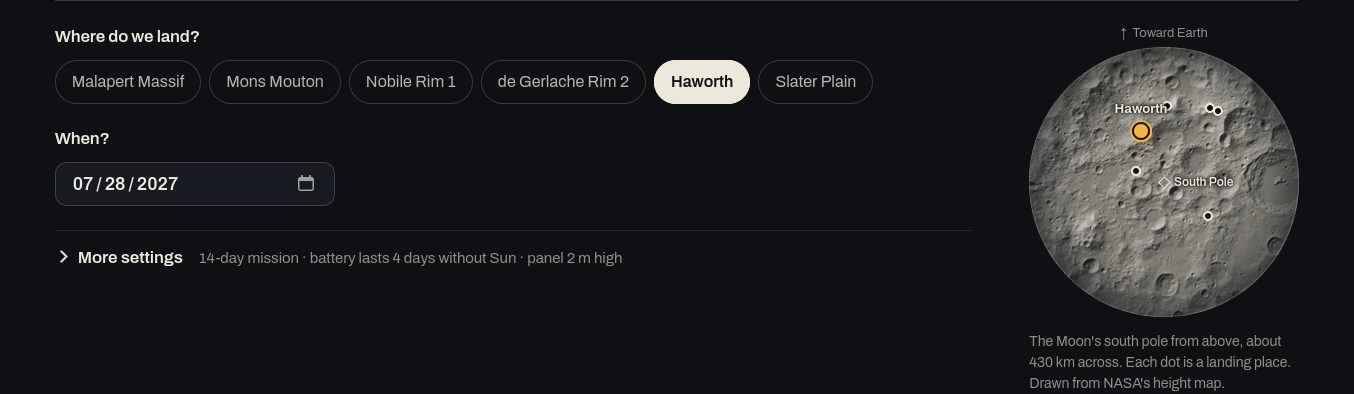 Where do we land?
Malapert Massif
Mons Mouton
Nobile Rim 1
de Gerlache Rim 2
Haworth
Slater Plain
When?
07 / 28 / 2027
More settings
14-day mission · battery lasts 4 days without Sun · panel 2 m high
↑ Toward Earth
Haworth
South Pole
The Moon's south pole from above, about
430 km across. Each dot is a landing place.
Drawn from NASA's height map.